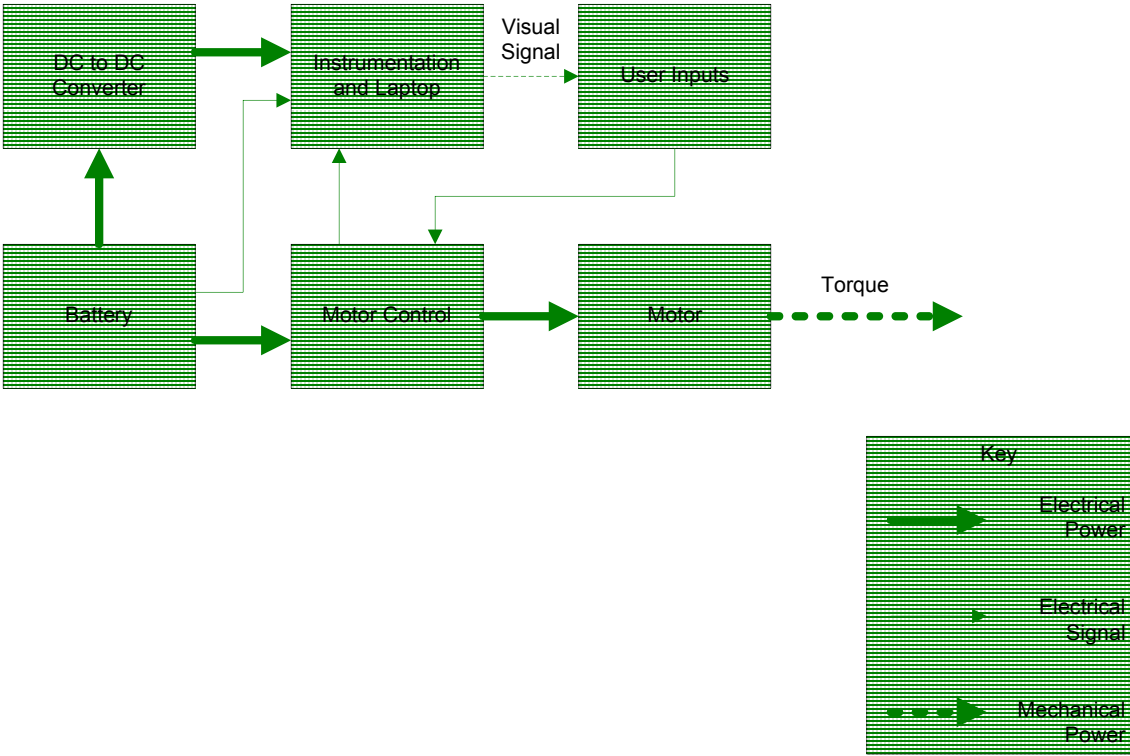 DC to DC
Converter
Instrumentation
and Laptop
Visual
Signal
User Inputs
Battery
Motor Control
Motor
Torque
Key
Electrical
Power
Electrical
Signal
Mechanical
Power